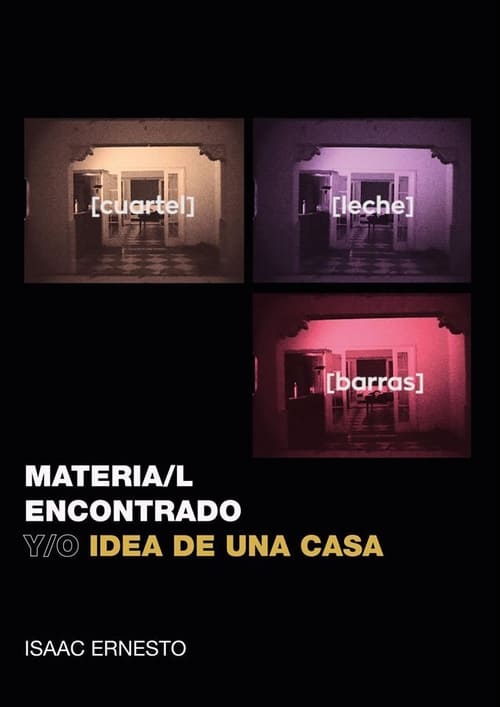 [cuartel]
[leche]
[barras]
MATERIA/L
ENCONTRADO
Y/O IDEA DE UNA CASA
ISAAC ERNESTO